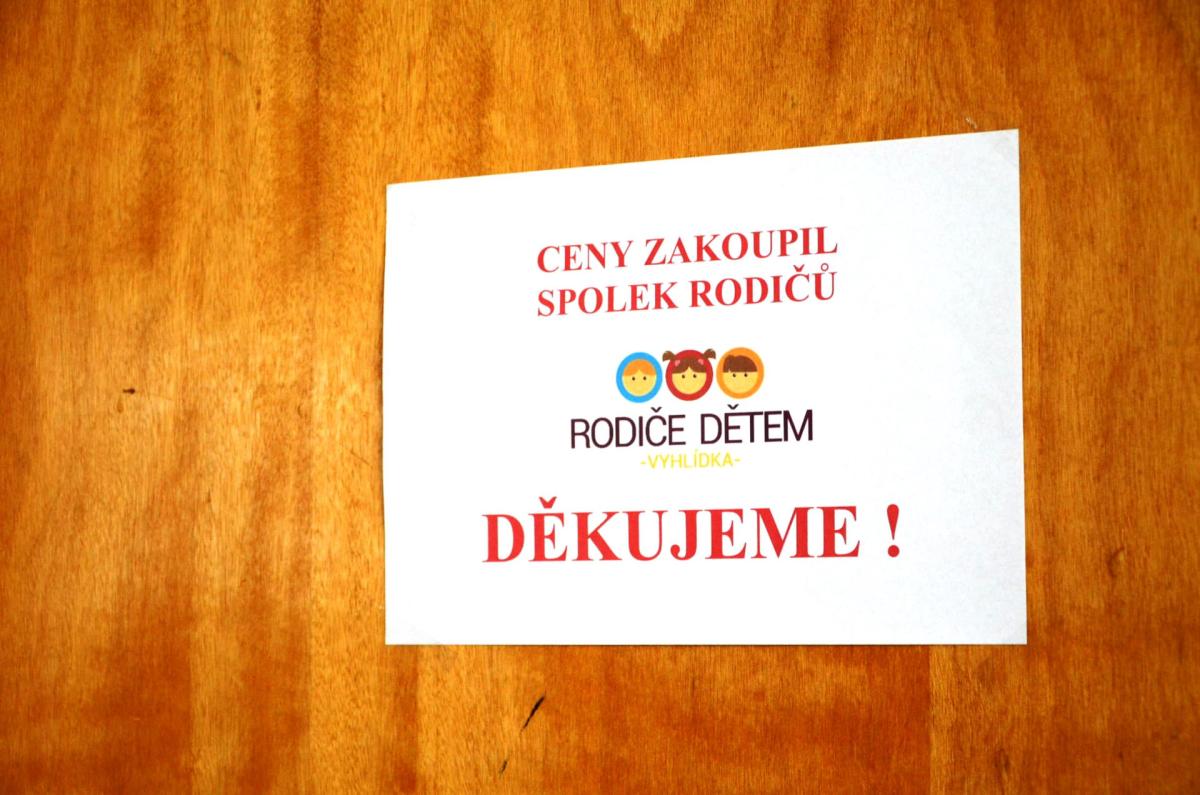 CENY ZAKOUPIL
SPOLEK RODIČŮ
RODIČE DĚTEM
-VYHLÍDKA-
DĚKUJEME !